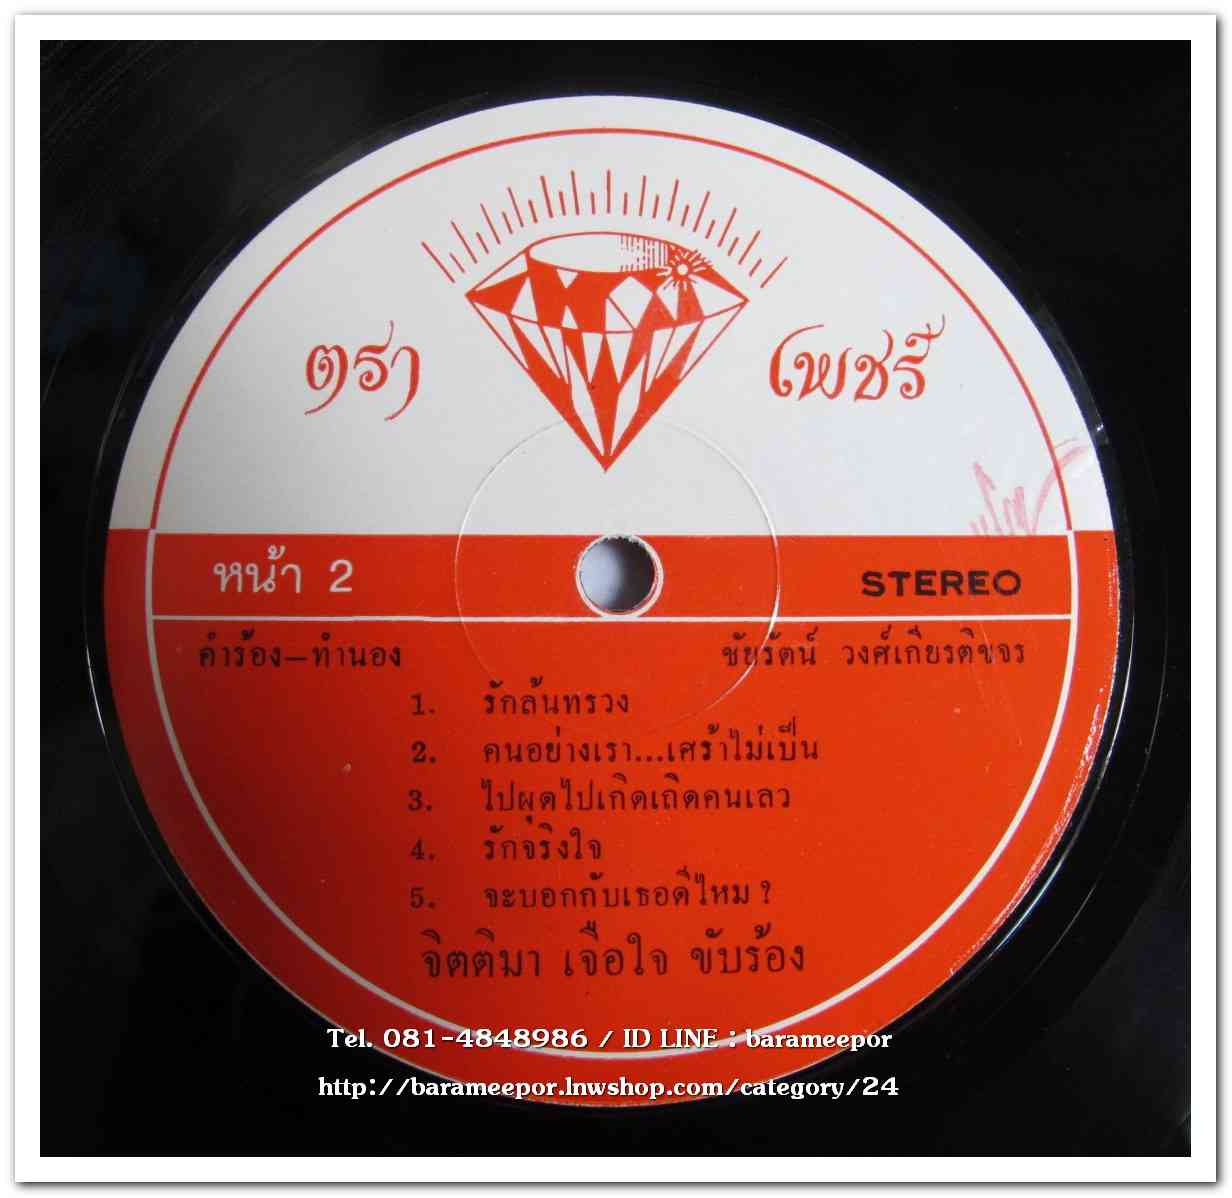 ตรา เพชร์
หน้า 2 STEREO
คำร้อง-ทำนอง ชัยรัตน์ วงศ์เกียรติขจร
1. รักล้นทรวง
2. คนอย่างเรา...เศร้าไม่เป็น
3. ไปผุดไปเกิดเถิดคนเลว
4. รักจริงใจ
5. จะบอกกับเธอดีไหม ?
จิตติมา เจือใจ ขับร้อง
Tel. 081-4848986 / ID LINE : barameepor
http://barameepor.lnwshop.com/category/24